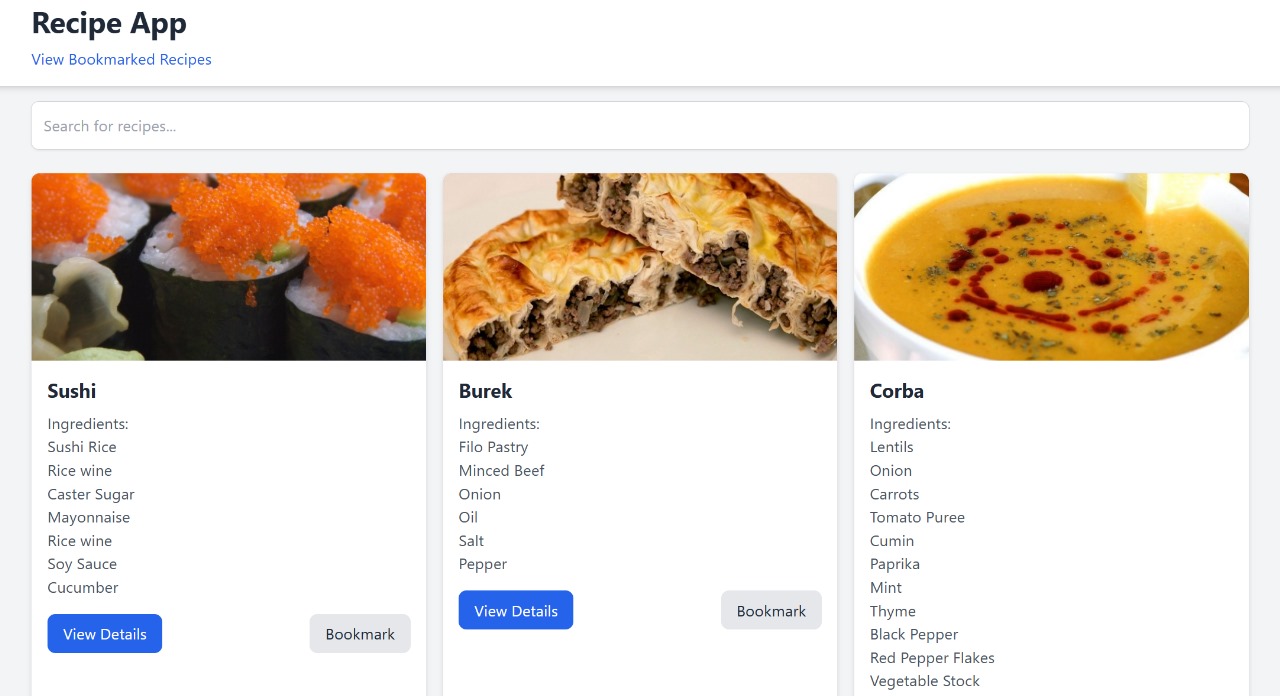 Recipe App
View Bookmarked Recipes
Search for recipes...
Sushi
Ingredients:
Sushi Rice
Rice wine
Caster Sugar
Mayonnaise
Rice wine
Soy Sauce
Cucumber
View Details
Bookmark
Burek
Ingredients:
Filo Pastry
Minced Beef
Onion
Oil
Salt
Pepper
View Details
Bookmark
Corba
Ingredients:
Lentils
Onion
Carrots
Tomato Puree
Cumin
Paprika
Mint
Thyme
Black Pepper
Red Pepper Flakes
Vegetable Stock